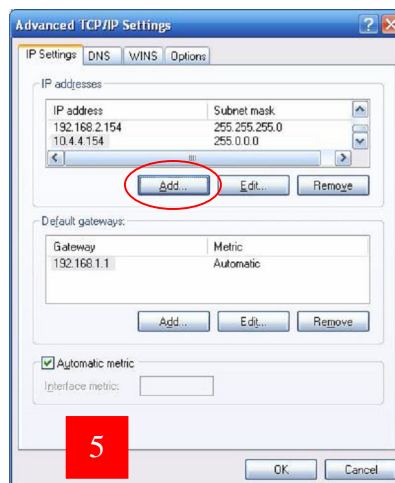 Advanced TCP/IP Settings
IP Settings DNS WINS Options
IP addresses
IP address Subnet mask
192.168.2.154 255.255.255.0
10.4.4.154 255.0.0.0
Add... Edit... Remove
Default gateways:
Gateway Metric
192.168.1.1 Automatic
Add... Edit... Remove
Automatic metric
Interface metric:
5
OK Cancel